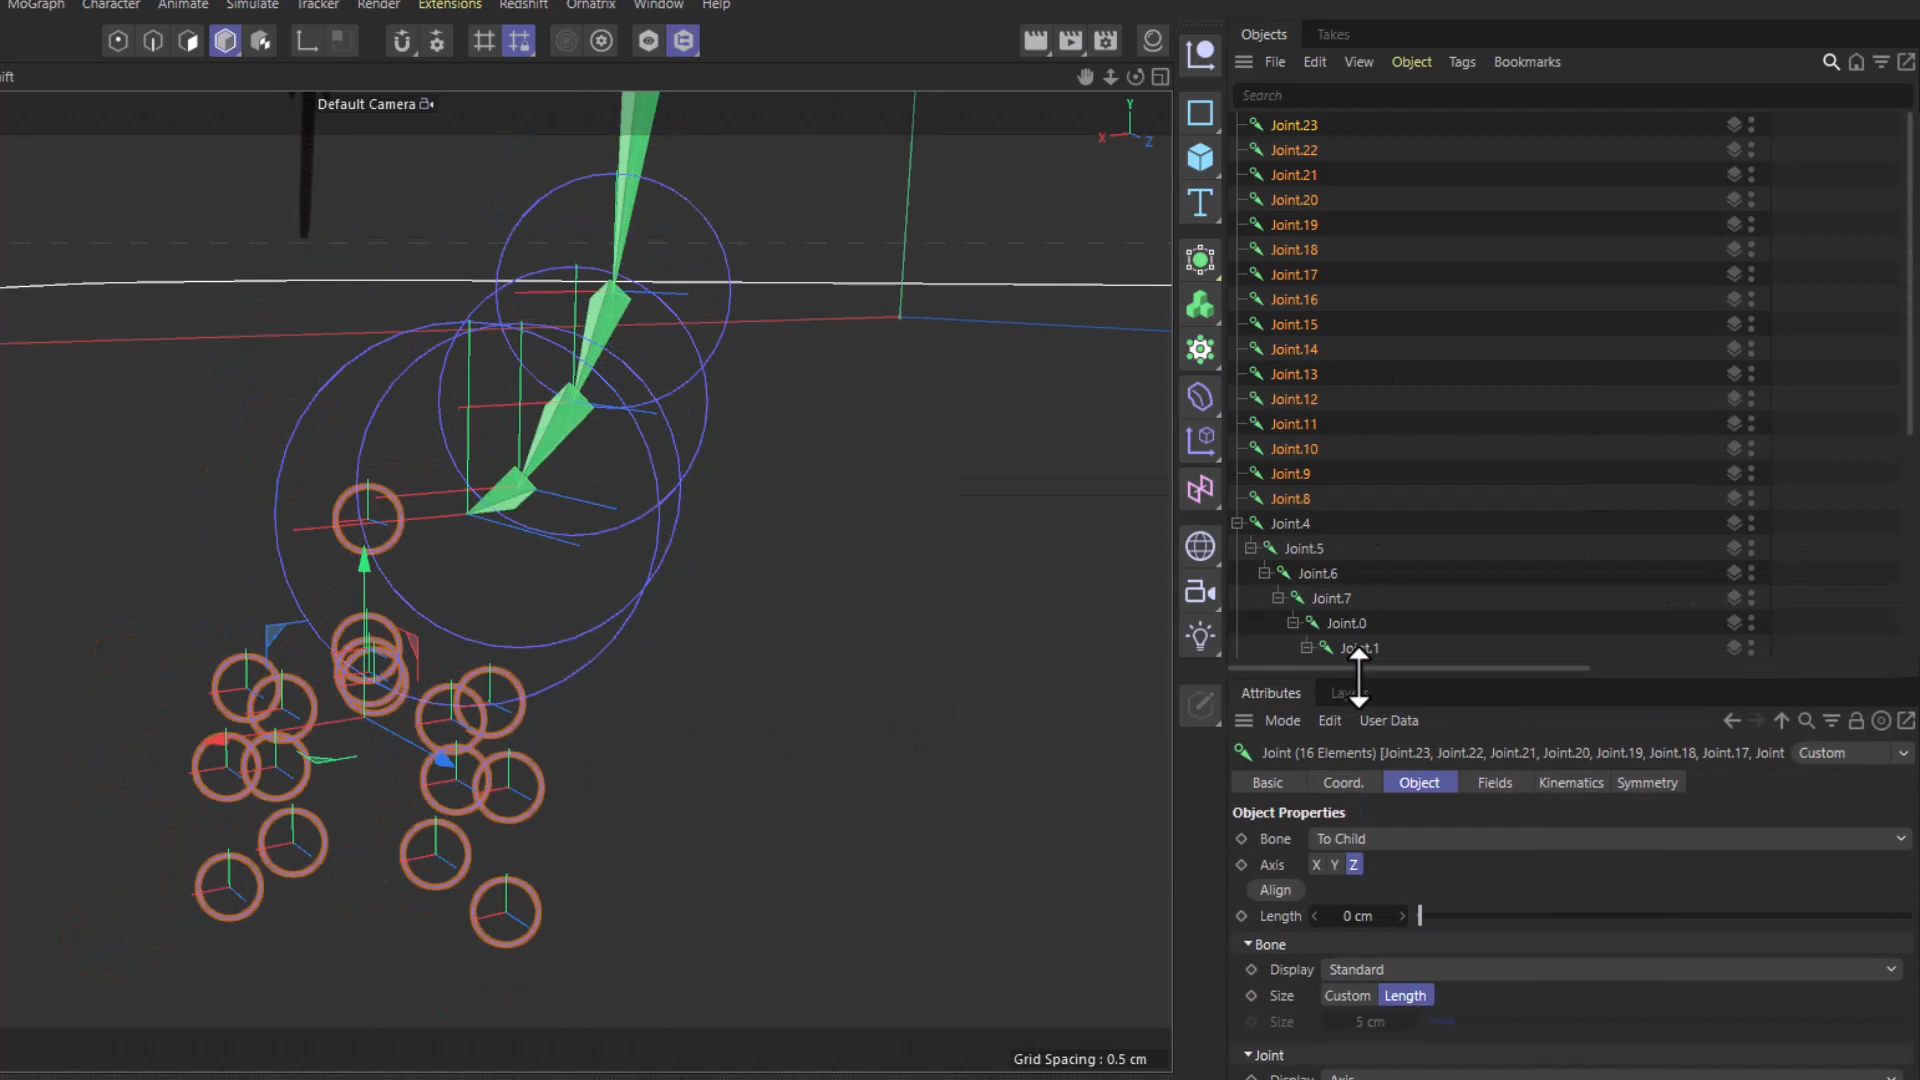 MoGraph Character Animate Simulate Tracker Render Extensions Redshift Ornatrix Window Help
ift
Default Camera
Y
X
Z
Grid Spacing : 0.5 cm
Objects Takes
File Edit View Object Tags Bookmarks
Search
Joint.23
Joint.22
Joint.21
Joint.20
Joint.19
Joint.18
Joint.17
Joint.16
Joint.15
Joint.14
Joint.13
Joint.12
Joint.11
Joint.10
Joint.9
Joint.8
Joint.4
Joint.5
Joint.6
Joint.7
Joint.0
Joint.1
Attributes
Mode Edit User Data
Joint (16 Elements) [Joint.23, Joint.22, Joint.21, Joint.20, Joint.19, Joint.18, Joint.17, Joint Custom
Basic Coord. Object Fields Kinematics Symmetry
Object Properties
Bone To Child
Axis X Y Z
Align
Length 0 cm
Bone
Display Standard
Size Custom Length
Size 5 cm
Joint
Display Axis